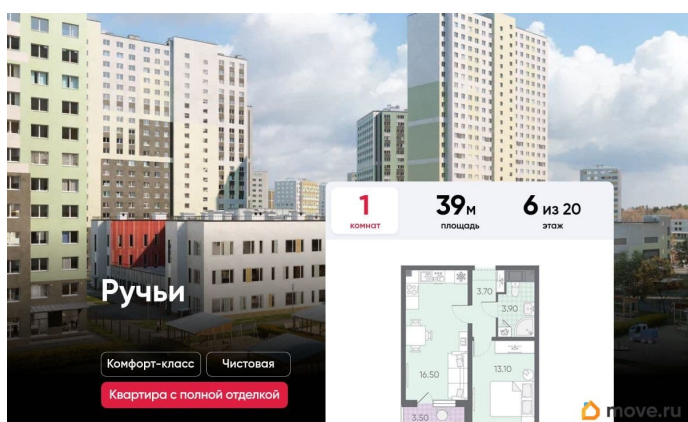 1
комнат
39м
площадь
6 из 20
этаж
Ручьи
3.70
3.90
16.50
13.10
3.50
Комфорт-класс
Чистовая
Квартира с полной отделкой
move.ru